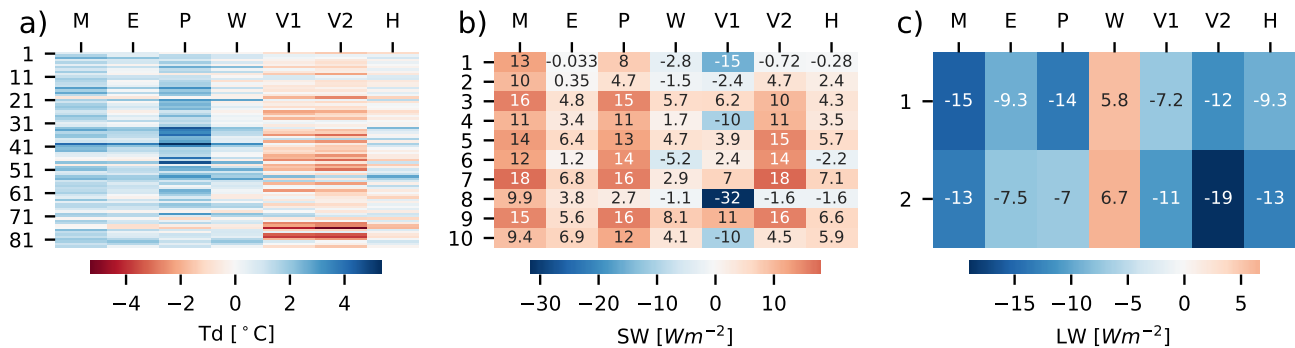 a) M E P W V1 V2 H
1
11
21
31
41
51
61
71
81
−4 −2 0 2 4
Td [°C]
b) M E P W V1 V2 H
1 13 -0.033 8 -2.8 -15 -0.72 -0.28
2 10 0.35 4.7 -1.5 -2.4 4.7 2.4
3 16 4.8 15 5.7 6.2 10 4.3
4 11 3.4 11 1.7 -10 11 3.5
5 14 6.4 13 4.7 3.9 15 5.7
6 12 1.2 14 -5.2 2.4 14 -2.2
7 18 6.8 16 2.9 7 18 7.1
8 9.9 3.8 2.7 -1.1 -32 -1.6 -1.6
9 15 5.6 16 8.1 11 16 6.6
10 9.4 6.9 12 4.1 -10 4.5 5.9
−30 −20 −10 0 10
SW [Wm⁻²]
c) M E P W V1 V2 H
1 -15 -9.3 -14 5.8 -7.2 -12 -9.3
2 -13 -7.5 -7 6.7 -11 -19 -13
−15 −10 −5 0 5
LW [Wm⁻²]